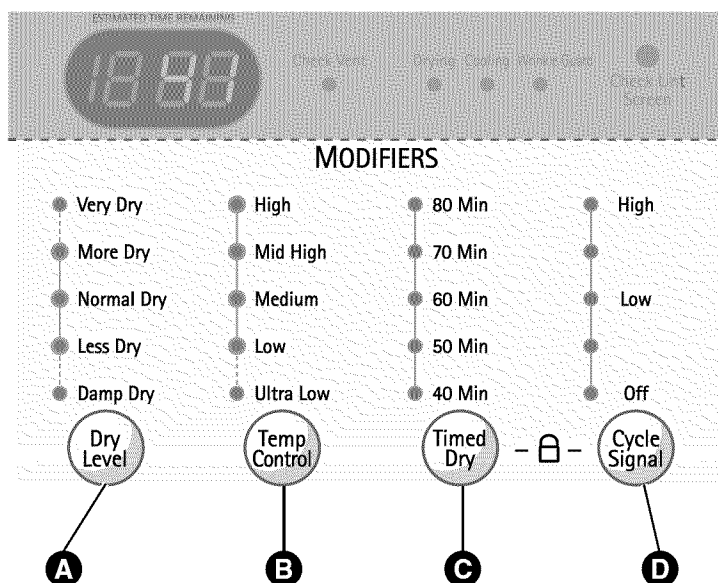 ESTIMATED TIME REMAINING
47
Check Vent
Drying Cooling Wrinkle Guard
Check Lint
Screen
MODIFIERS
Very Dry
More Dry
Normal Dry
Less Dry
Damp Dry
Dry
Level
High
Mid High
Medium
Low
Ultra Low
Temp
Control
80 Min
70 Min
60 Min
50 Min
40 Min
Timed
Dry
High
Low
Off
Cycle
Signal
A
B
C
D